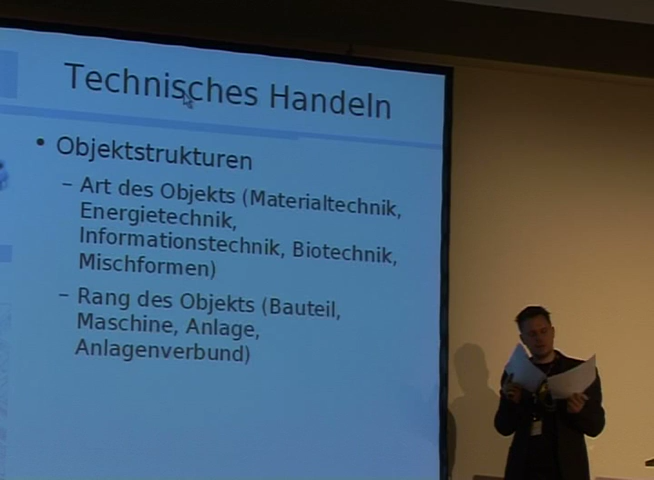 Technisches Handeln
• Objektstrukturen
– Art des Objekts (Materialtechnik,
Energietechnik,
Informationstechnik, Biotechnik,
Mischformen)
– Rang des Objekts (Bauteil,
Maschine, Anlage,
Anlagenverbund)